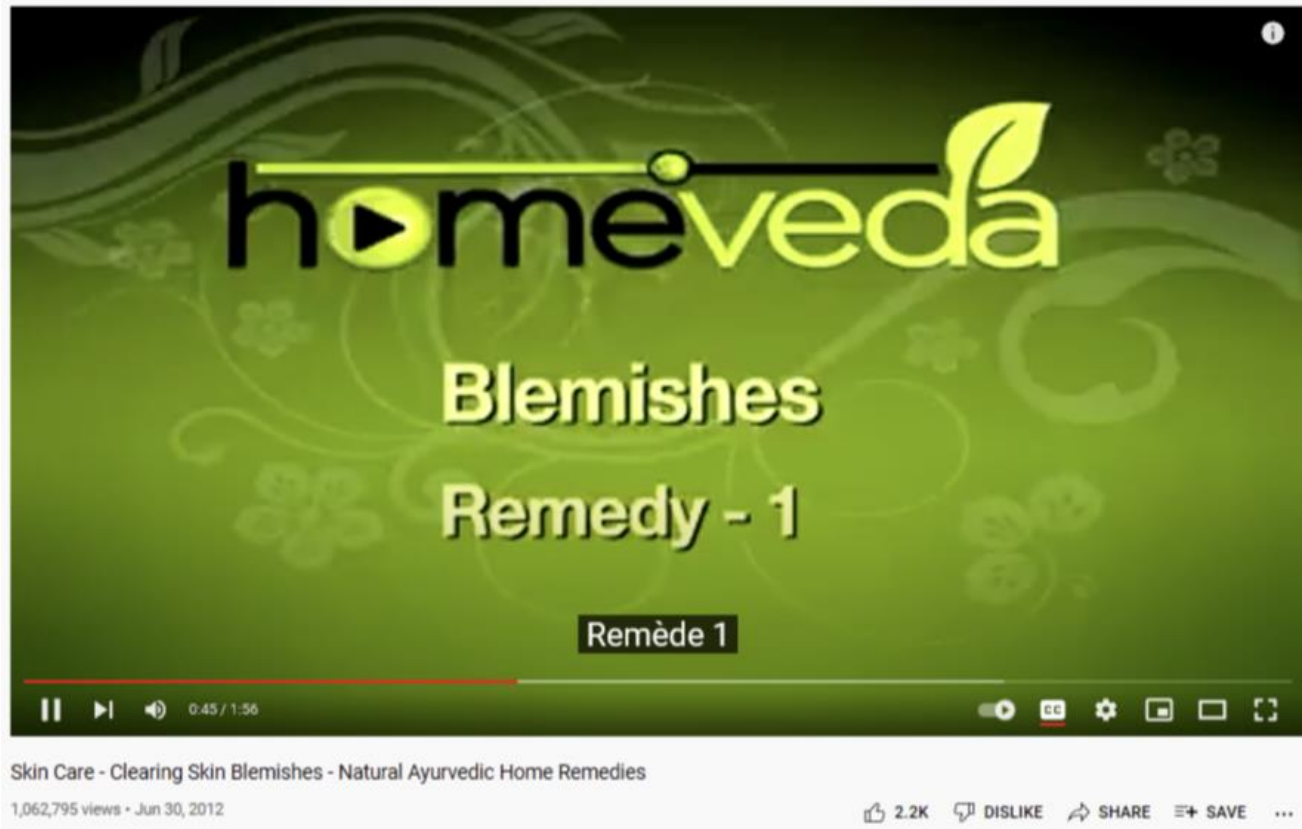 homeveda
Blemishes
Remedy - 1
Remède 1
0:45 / 1:56
CC
Skin Care - Clearing Skin Blemishes - Natural Ayurvedic Home Remedies
1,062,795 views • Jun 30, 2012
2.2K DISLIKE SHARE SAVE ...